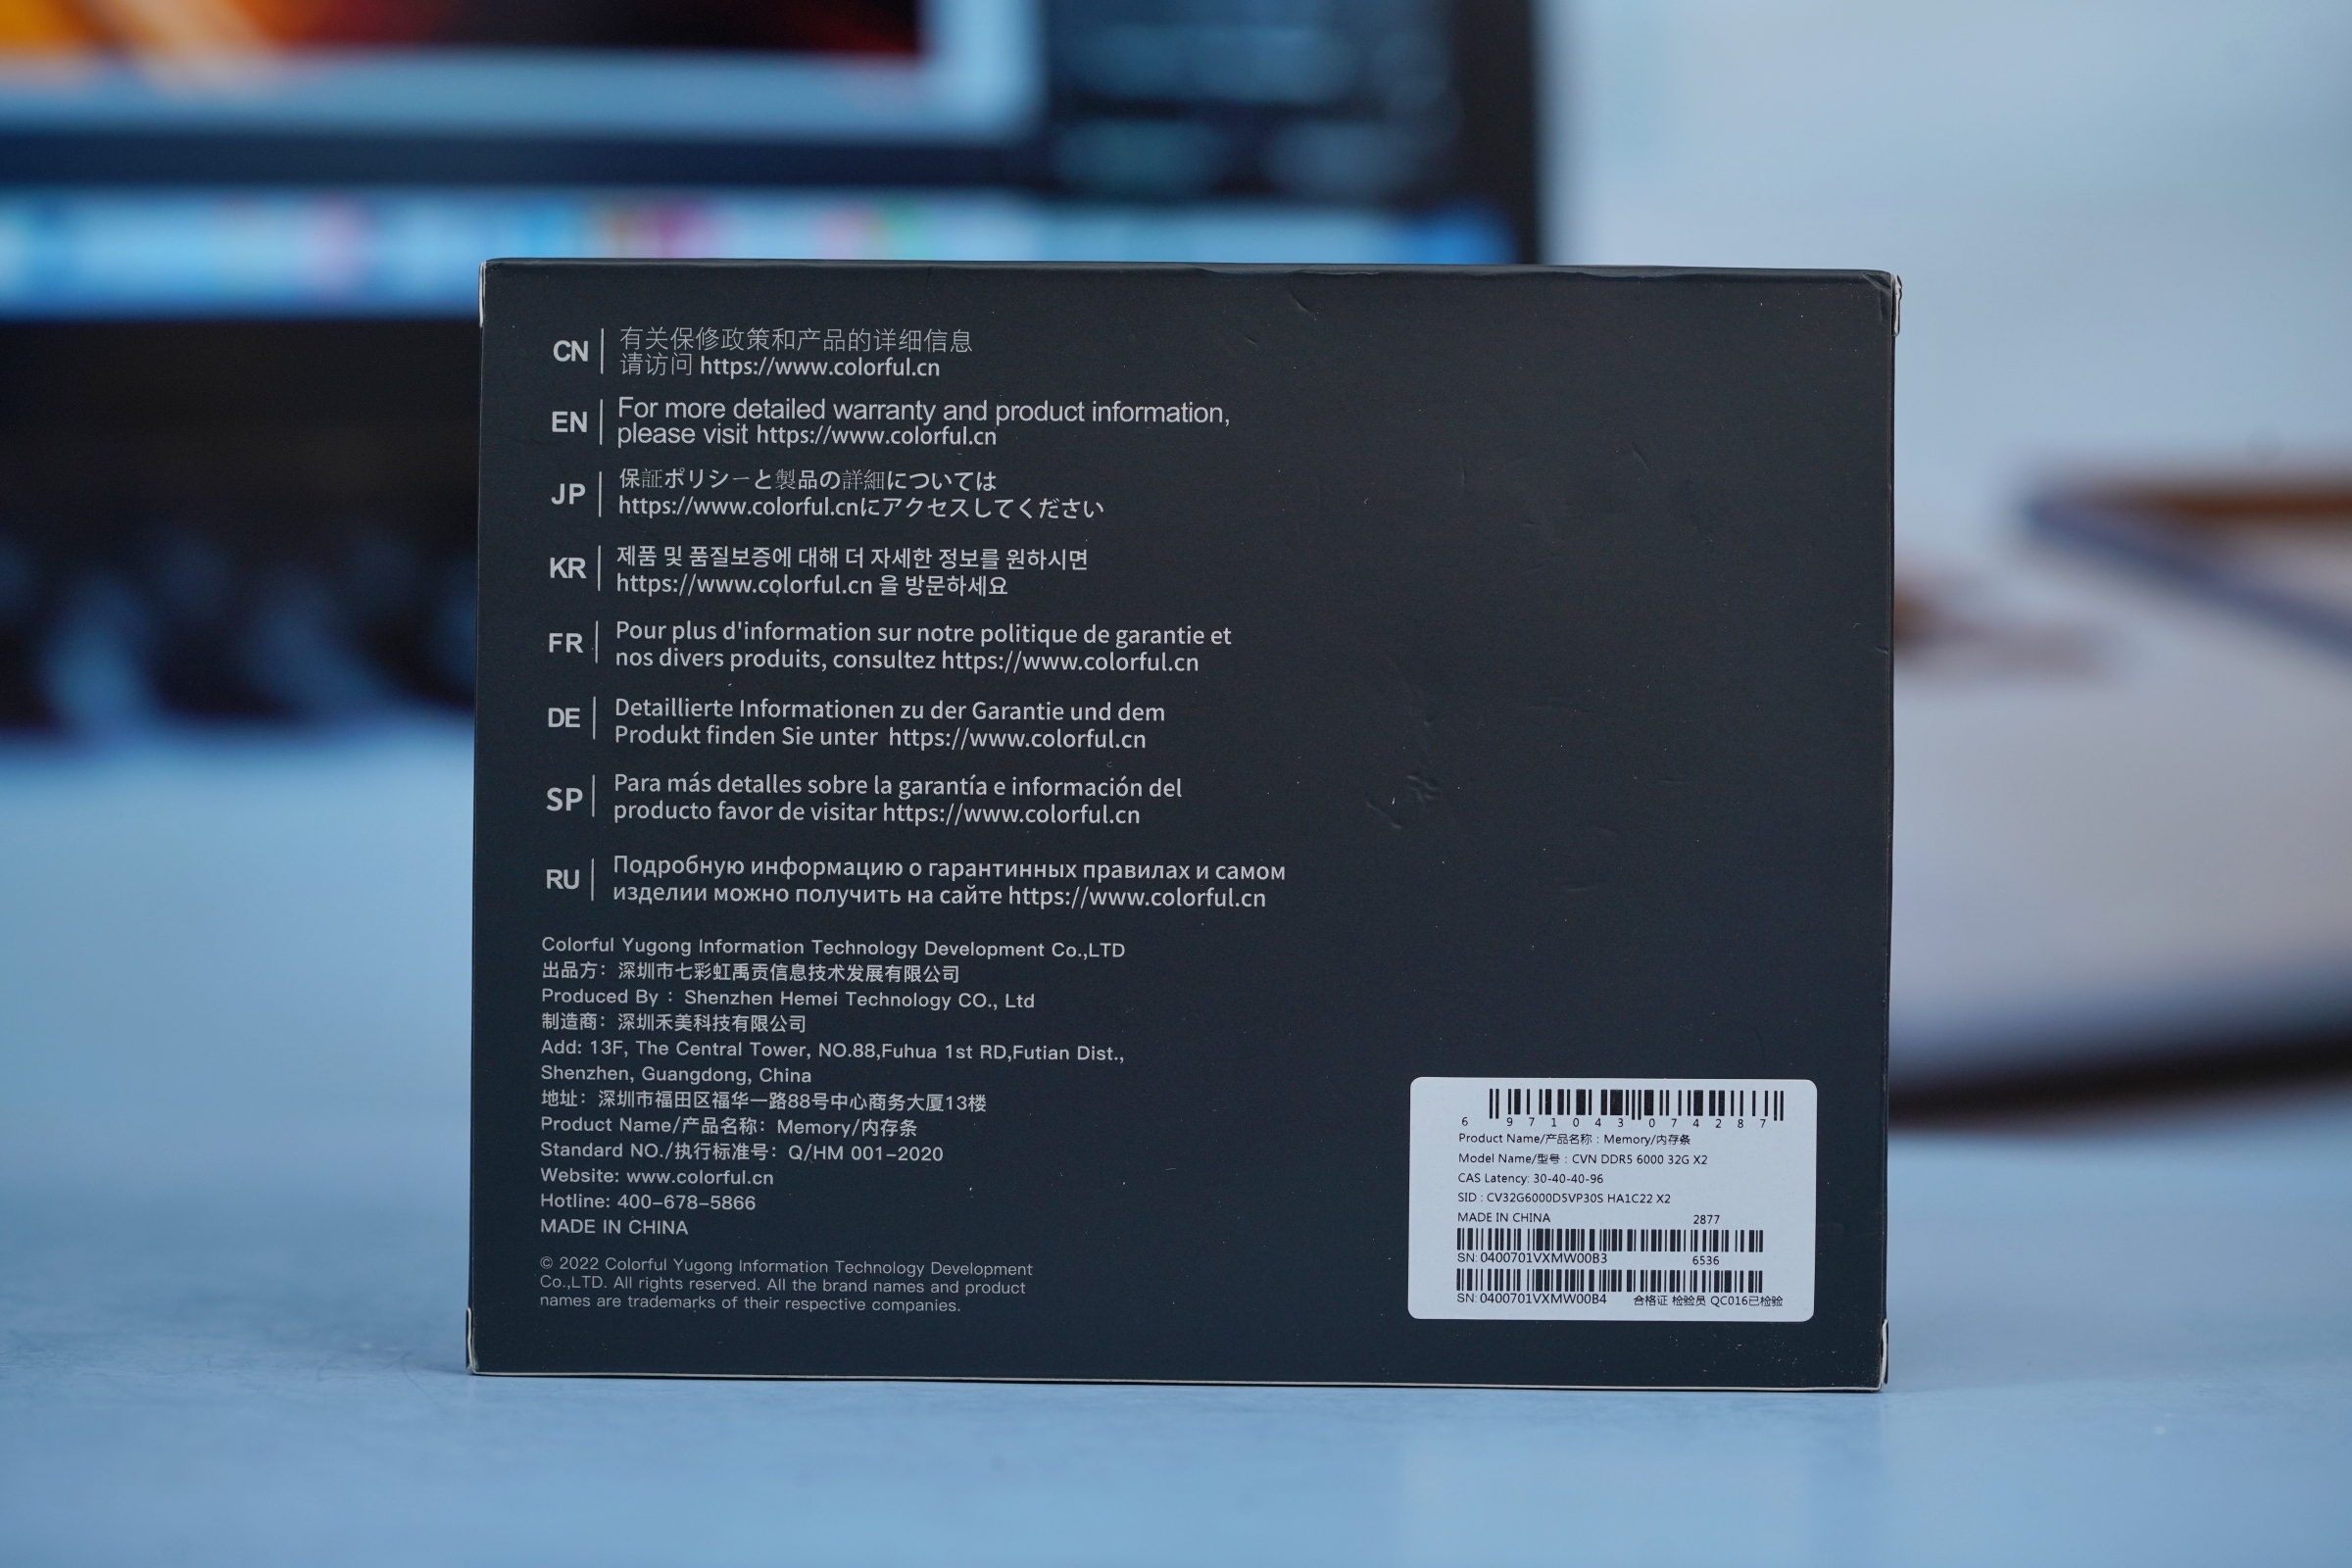 CN
有关保修政策和产品的详细信息
请访问 https://www.colorful.cn
EN
For more detailed warranty and product information,
please visit https://www.colorful.cn
JP
保証ポリシーと製品の詳細については
https://www.colorful.cnにアクセスしてください
KR
제품 및 품질보증에 대해 더 자세한 정보를 원하시면
https://www.colorful.cn 을 방문하세요
FR
Pour plus d'information sur notre politique de garantie et
nos divers produits, consultez https://www.colorful.cn
DE
Detaillierte Informationen zu der Garantie und dem
Produkt finden Sie unter https://www.colorful.cn
SP
Para más detalles sobre la garantía e información del
producto favor de visitar https://www.colorful.cn
RU
Подробную информацию о гарантинных правилах и самом
изделии можно получить на сайте https://www.colorful.cn
Colorful Yugong Information Technology Development Co.,LTD
出品方：深圳市七彩虹禹贡信息技术发展有限公司
Produced By： Shenzhen Hemei Technology CO., Ltd
制造商：深圳禾美科技有限公司
Add: 13F, The Central Tower, NO.88,Fuhua 1st RD,Futian Dist.,
Shenzhen, Guangdong, China
地址：深圳市福田区福华一路88号中心商务大厦13楼
Product Name/产品名称：Memory/内存条
Standard NO./执行标准号：Q/HM 001-2020
Website: www.colorful.cn
Hotline: 400-678-5866
MADE IN CHINA
© 2022 Colorful Yugong Information Technology Development
Co.,LTD. All rights reserved. All the brand names and product
names are trademarks of their respective companies.
6 971043 074287
Product Name/产品名称 : Memory/内存条
Model Name/型号 : CVN DDR5 6000 32G X2
CAS Latency: 30-40-40-96
SID : CV32G6000D5VP30S HA1C22 X2
MADE IN CHINA 2877
SN: 0400701VXMW00B3 6536
SN: 0400701VXMW00B4 合格证 检验员 QC016已检验